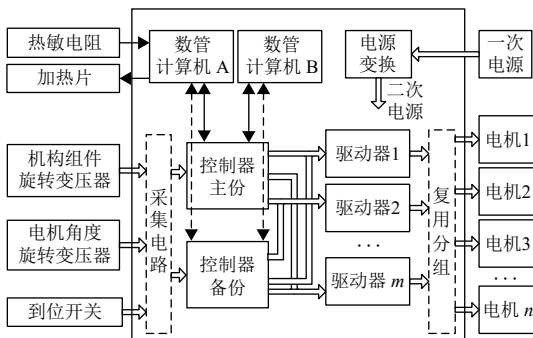 热敏电阻
加热片
数管
计算机 A
数管
计算机 B
电源
变换
一次
电源
二次
电源
机构组件
旋转变压器
电机角度
旋转变压器
到位开关
采集电路
控制器
主份
控制器
备份
驱动器1
驱动器2
···
驱动器 m
复用分组
电机1
电机2
电机3
···
电机 n